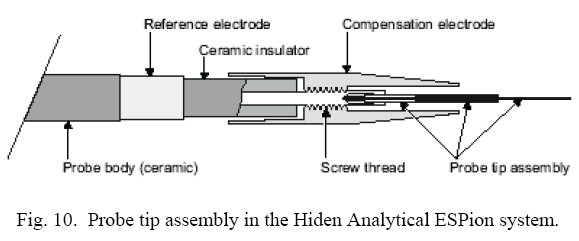 Reference electrode
Compensation electrode
Ceramic insulator
Probe body (ceramic)
Screw thread
Probe tip assembly
Fig. 10. Probe tip assembly in the Hiden Analytical ESPion system.